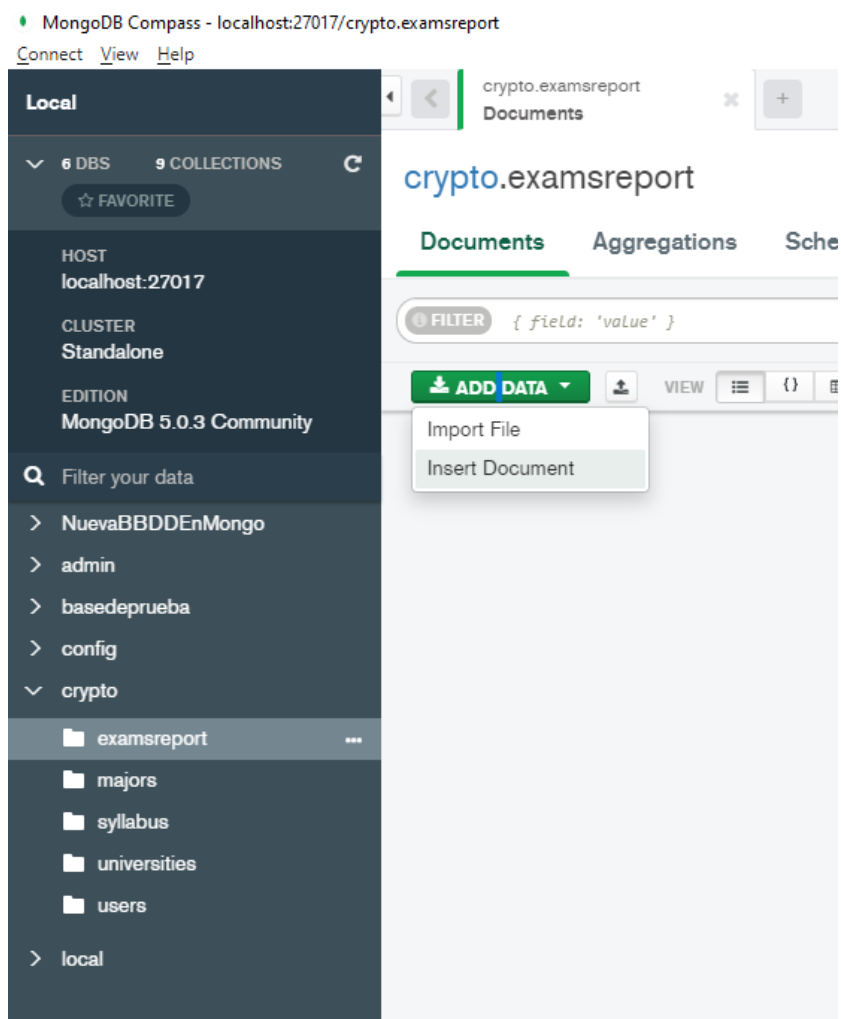 MongoDB Compass - localhost:27017/crypto.examsreport
Connect View Help
Local
6 DBS 9 COLLECTIONS
FAVORITE
HOST
localhost:27017
CLUSTER
Standalone
EDITION
MongoDB 5.0.3 Community
Filter your data
NuevaBBDDEnMongo
admin
basedeprueba
config
crypto
examsreport
majors
syllabus
universities
users
local
crypto.examsreport
Documents
+
crypto.examsreport
Documents Aggregations Sche
FILTER { field: 'value' }
ADD DATA VIEW {}
Import File
Insert Document